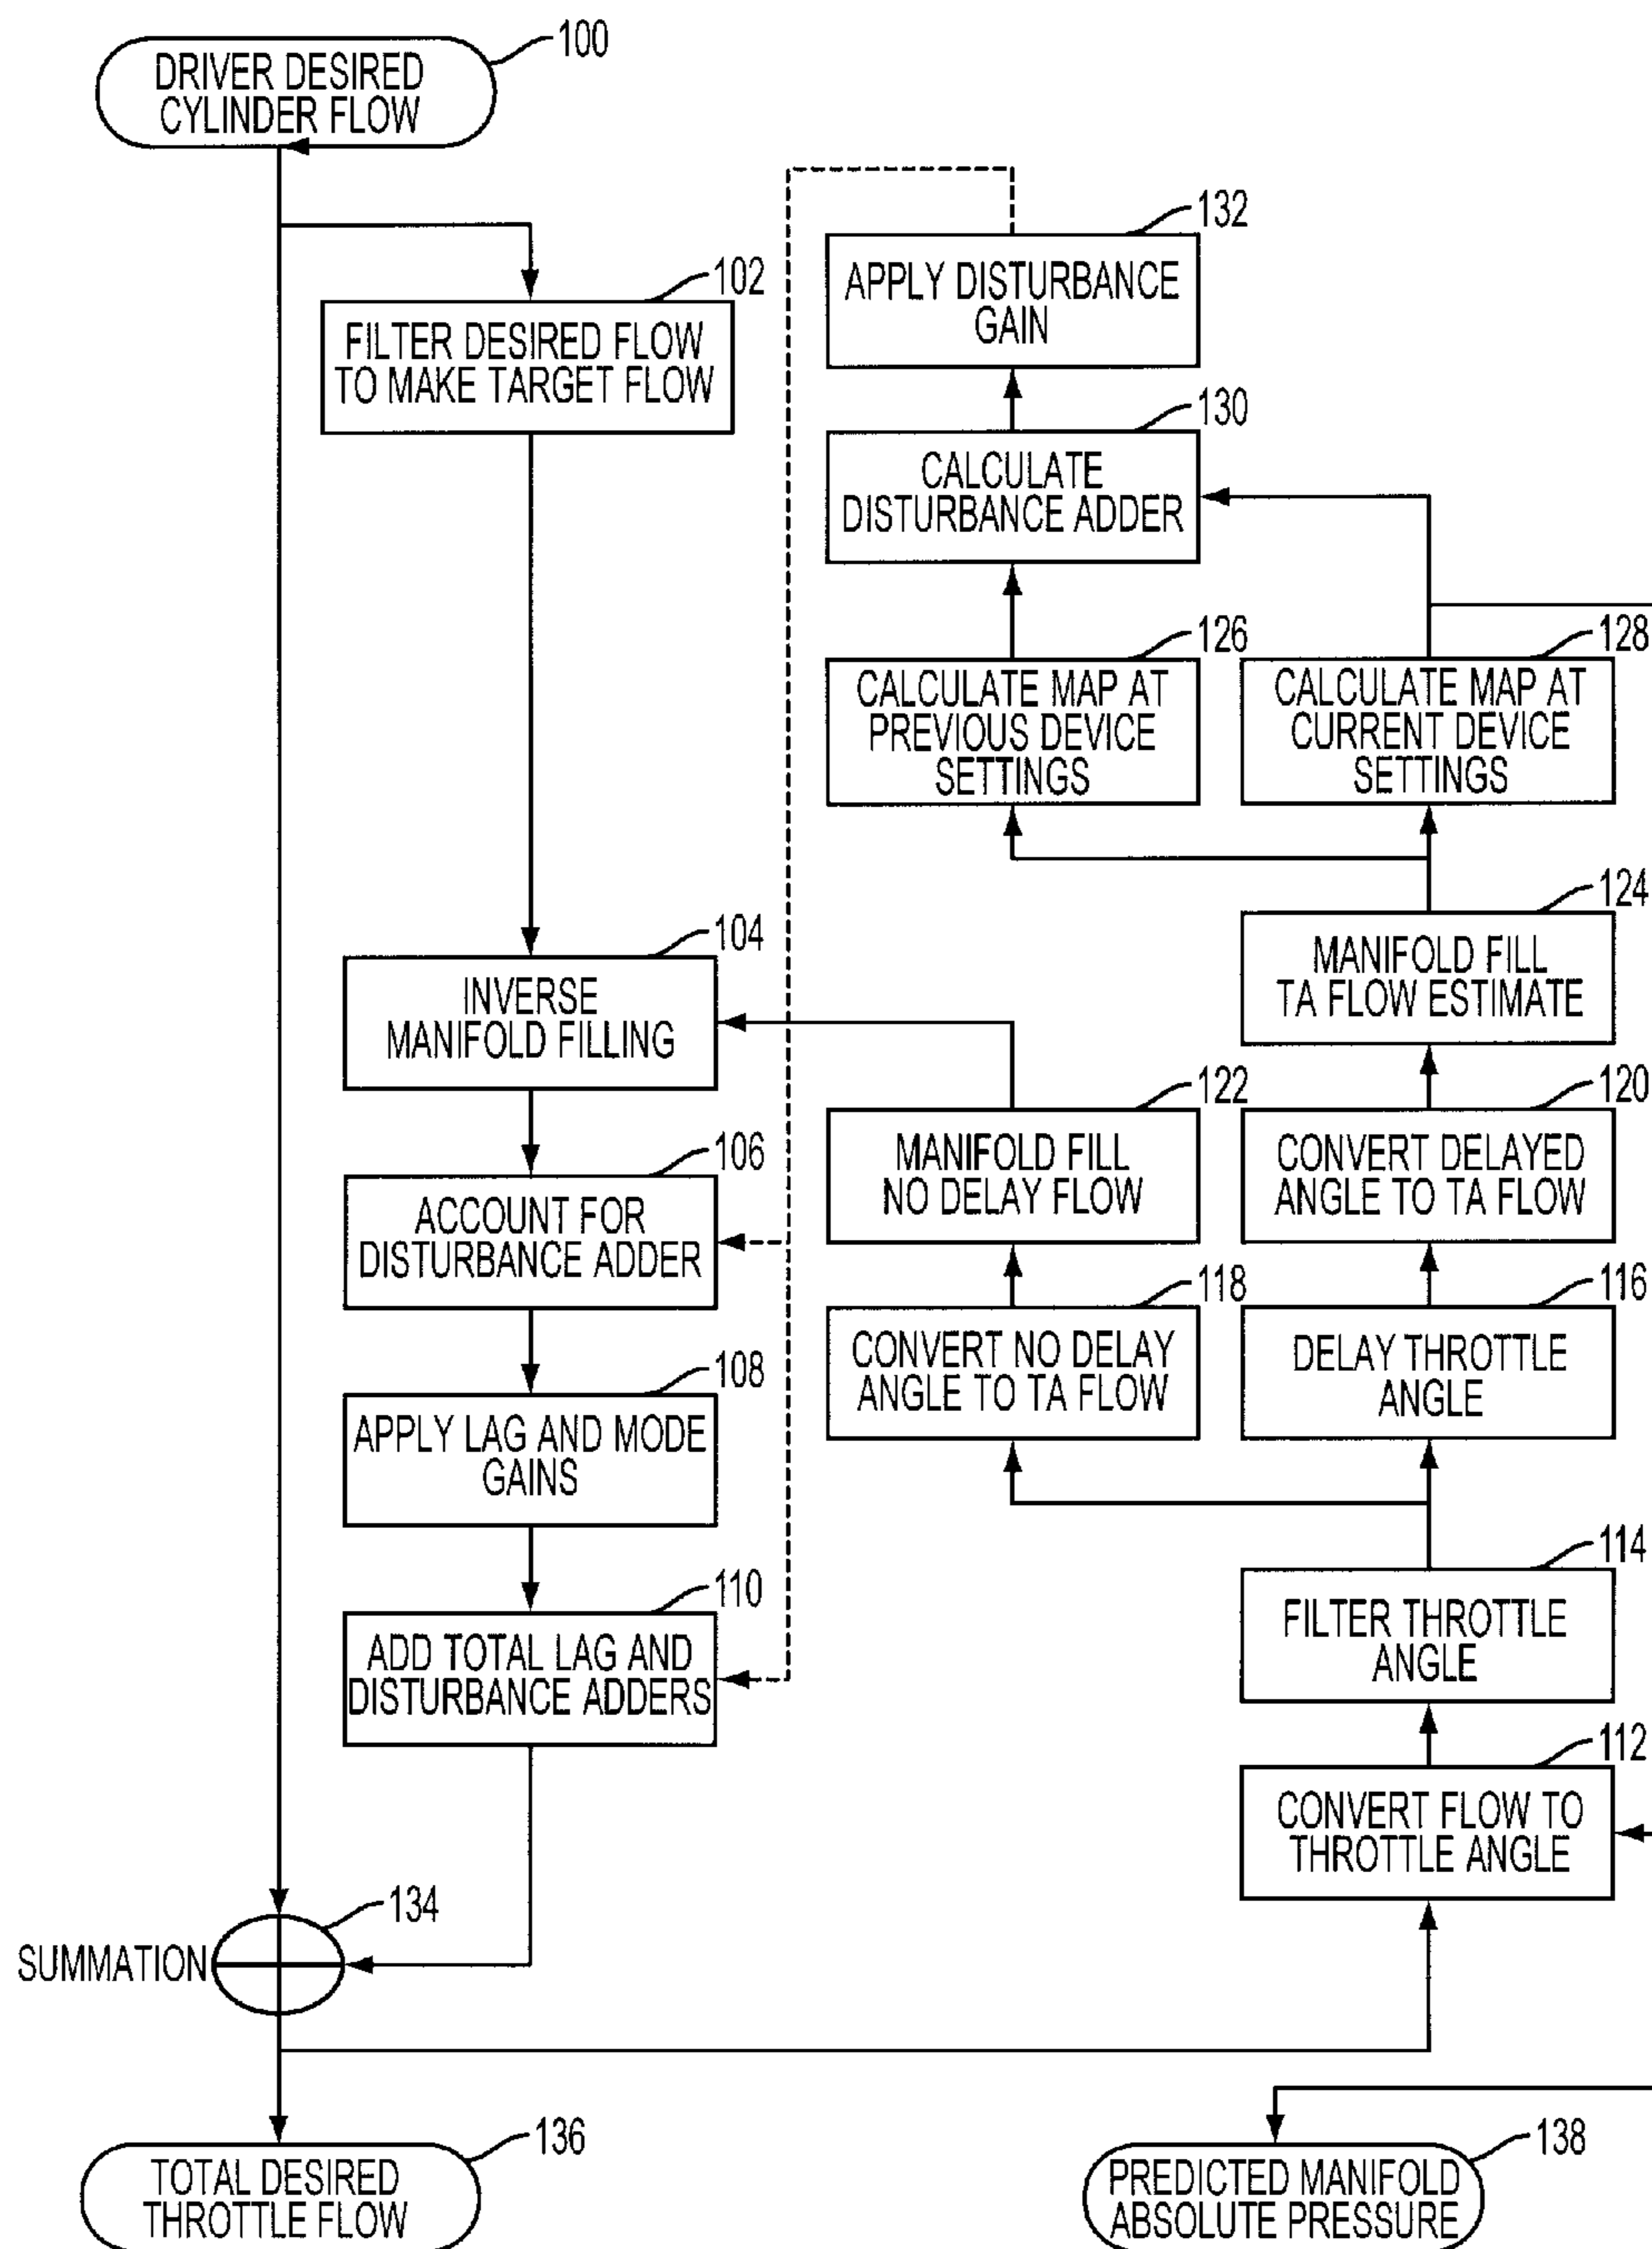 100
DRIVER DESIRED
CYLINDER FLOW
132
APPLY DISTURBANCE
GAIN
102
FILTER DESIRED FLOW
TO MAKE TARGET FLOW
130
CALCULATE
DISTURBANCE ADDER
126
CALCULATE MAP AT
PREVIOUS DEVICE
SETTINGS
128
CALCULATE MAP AT
CURRENT DEVICE
SETTINGS
124
MANIFOLD FILL
TA FLOW ESTIMATE
104
INVERSE
MANIFOLD FILLING
122
MANIFOLD FILL
NO DELAY FLOW
120
CONVERT DELAYED
ANGLE TO TA FLOW
106
ACCOUNT FOR
DISTURBANCE ADDER
118
CONVERT NO DELAY
ANGLE TO TA FLOW
116
DELAY THROTTLE
ANGLE
108
APPLY LAG AND MODE
GAINS
114
FILTER THROTTLE
ANGLE
110
ADD TOTAL LAG AND
DISTURBANCE ADDERS
112
CONVERT FLOW TO
THROTTLE ANGLE
134
SUMMATION
136
TOTAL DESIRED
THROTTLE FLOW
138
PREDICTED MANIFOLD
ABSOLUTE PRESSURE